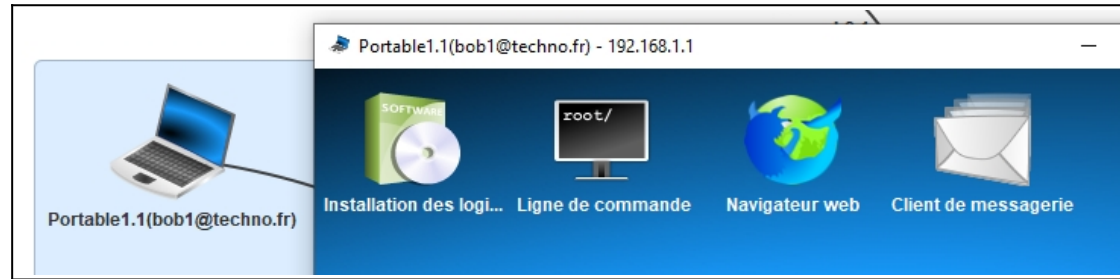 Portable1.1(bob1@techno.fr) - 192.168.1.1
SOFTWARE
root/
Installation des logi... Ligne de commande Navigateur web Client de messagerie
Portable1.1(bob1@techno.fr)